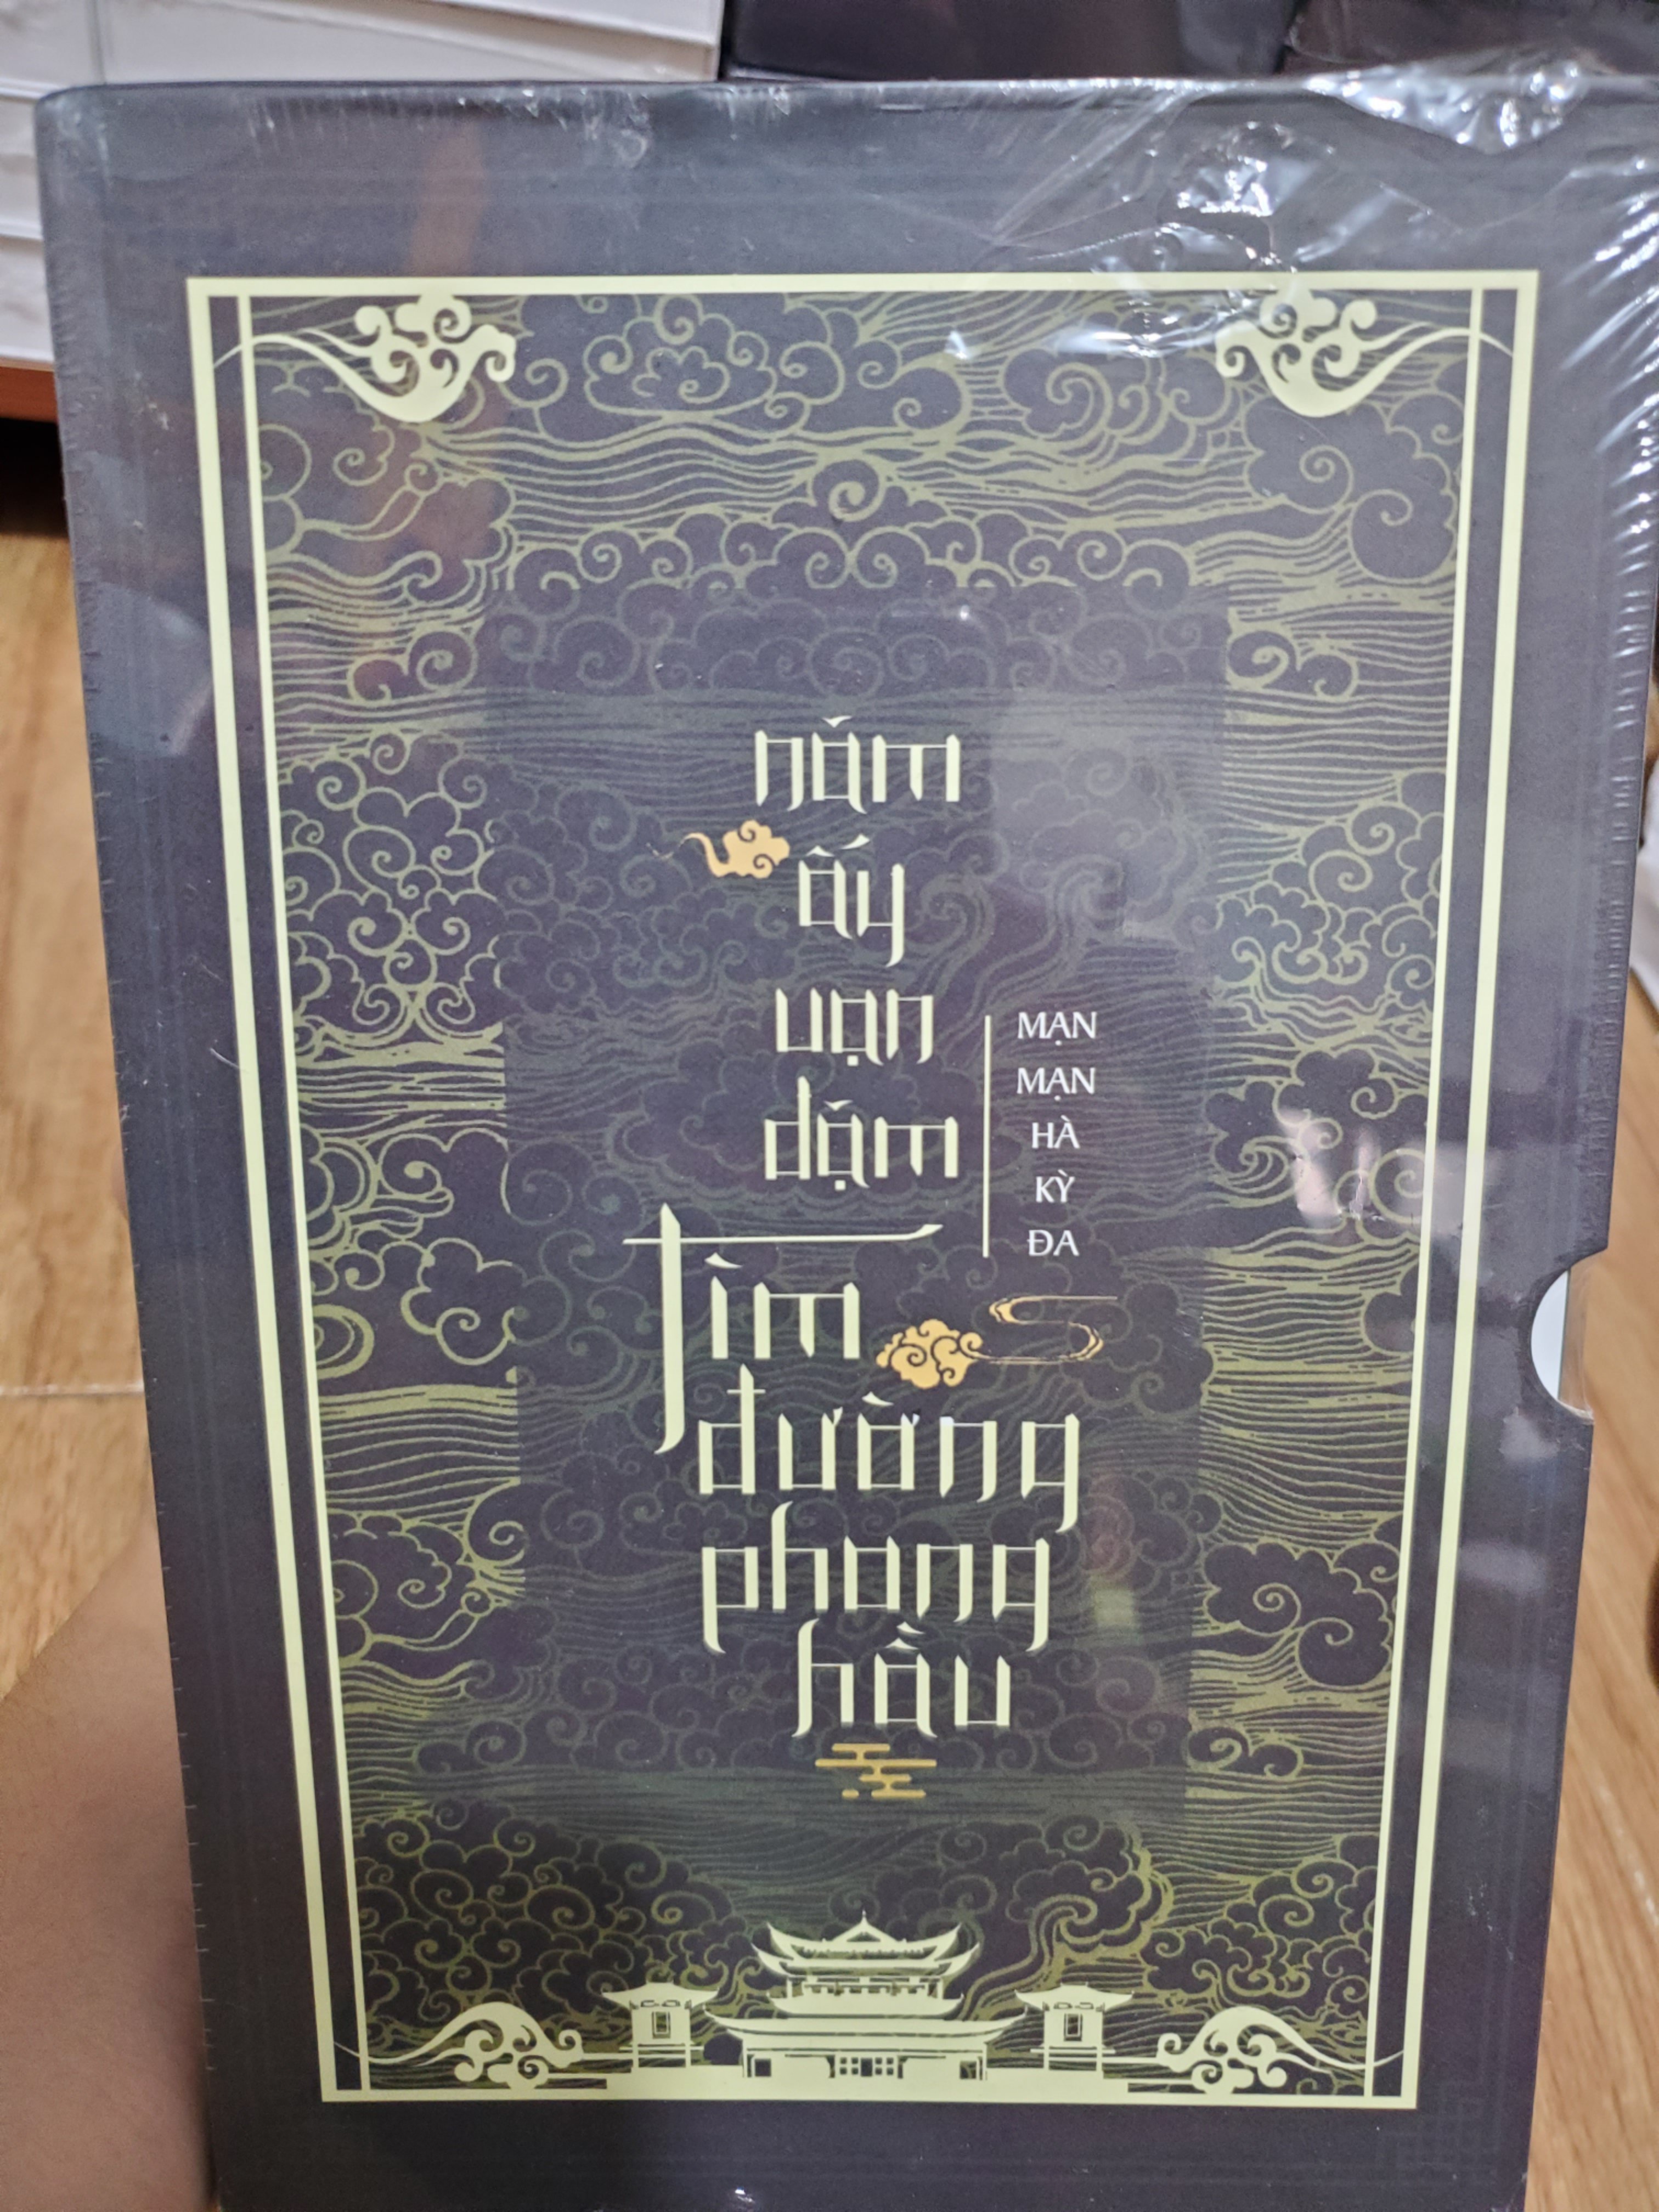 năm
ấy
vạn
dặm
Tìm
đường
phong
hầu
MẠN
MẠN
HÀ
KỲ
ĐA